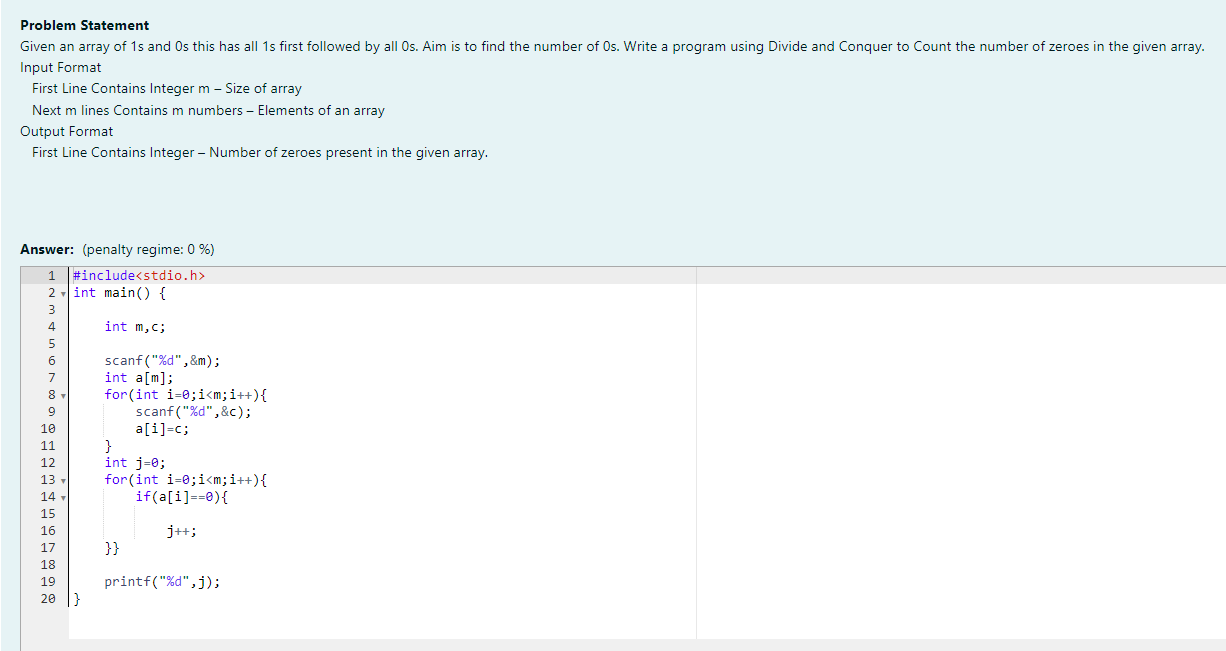 Problem Statement
Given an array of 1s and 0s this has all 1s first followed by all 0s. Aim is to find the number of 0s. Write a program using Divide and Conquer to Count the number of zeroes in the given array.
Input Format
First Line Contains Integer m – Size of array
Next m lines Contains m numbers – Elements of an array
Output Format
First Line Contains Integer – Number of zeroes present in the given array.
Answer: (penalty regime: 0 %)
1 #include<stdio.h>
2 int main() {
3
4     int m,c;
5
6     scanf("%d",&m);
7     int a[m];
8     for(int i=0;i<m;i++){
9         scanf("%d",&c);
10         a[i]=c;
11     }
12     int j=0;
13     for(int i=0;i<m;i++){
14         if(a[i]==0){
15
16             j++;
17     }}
18
19     printf("%d",j);
20 }